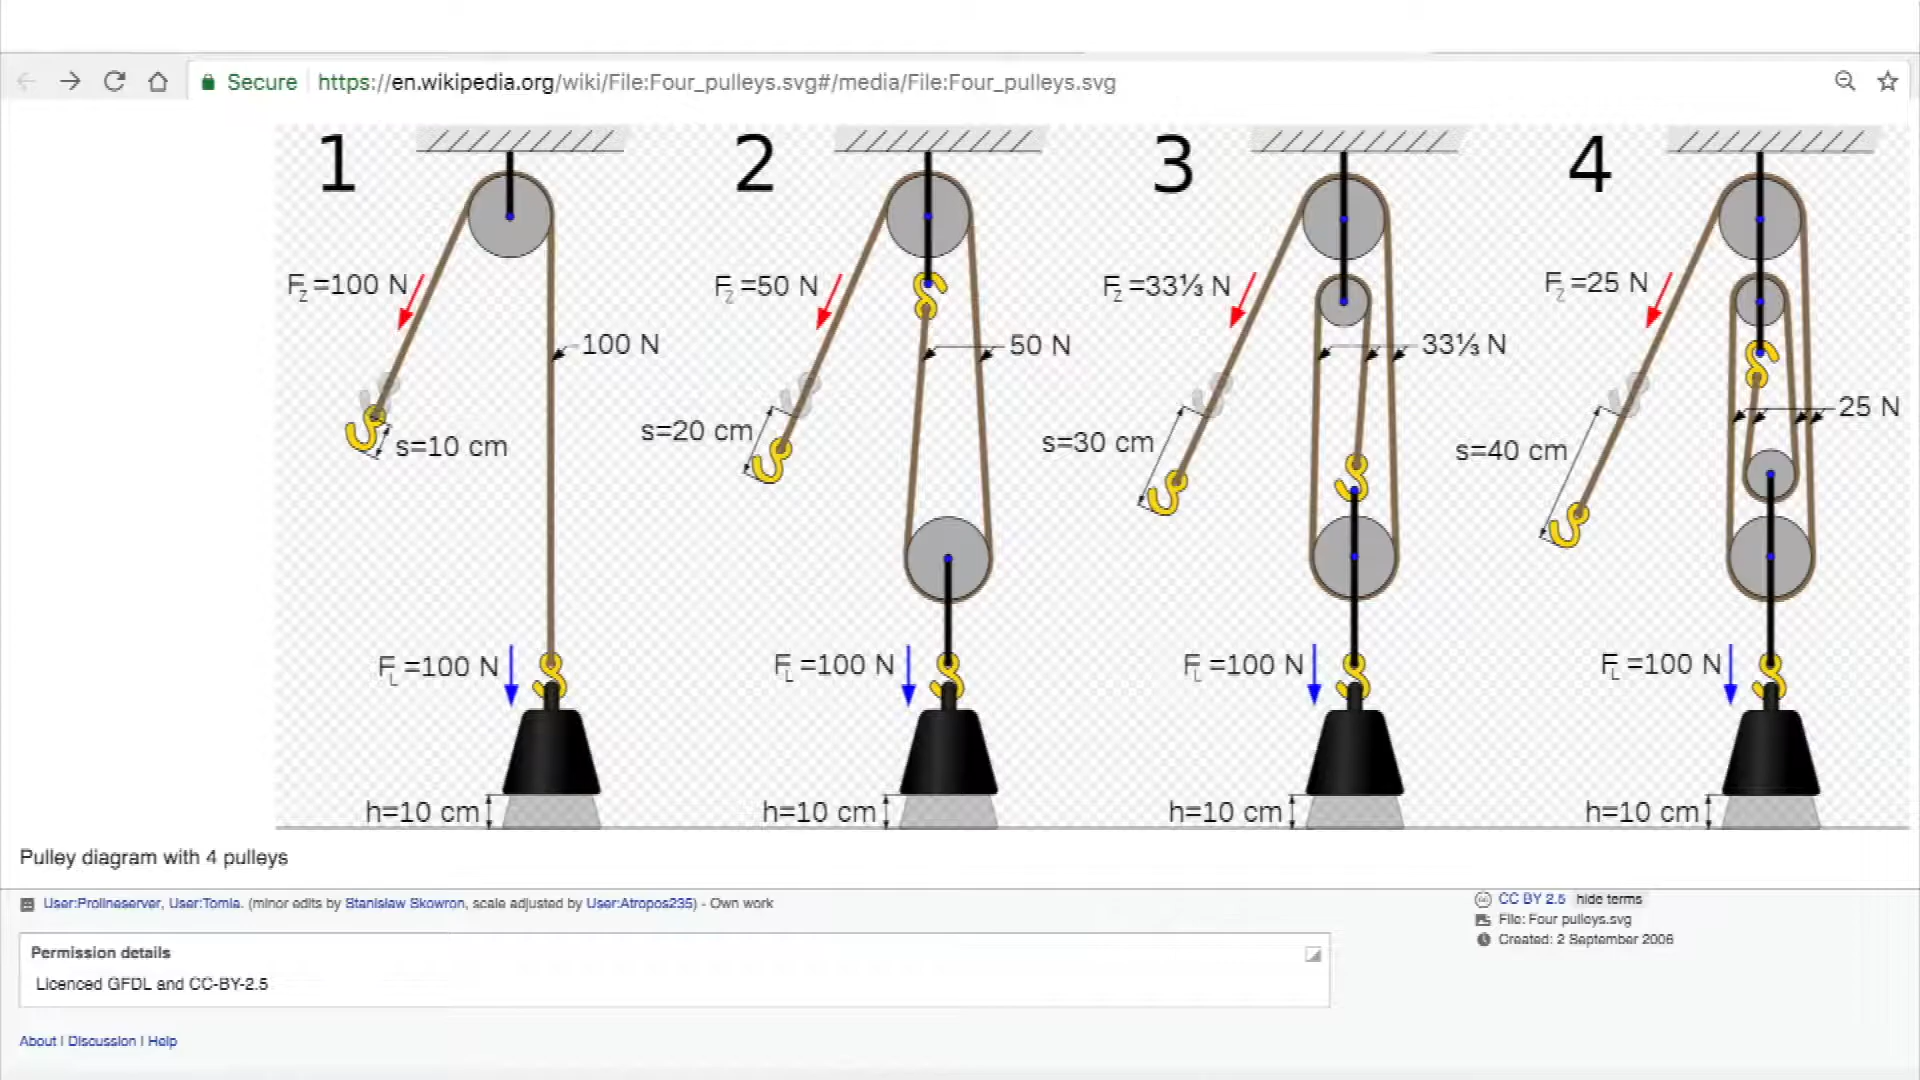 Secure https://en.wikipedia.org/wiki/File:Four_pulleys.svg#/media/File:Four_pulleys.svg
1 2 3 4
FZ =100 N
100 N
s=10 cm
FL =100 N
h=10 cm
FZ =50 N
50 N
s=20 cm
FL =100 N
h=10 cm
FZ =33⅓ N
33⅓ N
s=30 cm
FL =100 N
h=10 cm
FZ =25 N
25 N
s=40 cm
FL =100 N
h=10 cm
Pulley diagram with 4 pulleys
User:Prolineserver, User:Tomia. (minor edits by Stanisław Skowron, scale adjusted by User:Atropos235) - Own work
CC BY 2.5 hide terms
File: Four pulleys.svg
Created: 2 September 2006
Permission details
Licenced GFDL and CC-BY-2.5
About | Discussion | Help